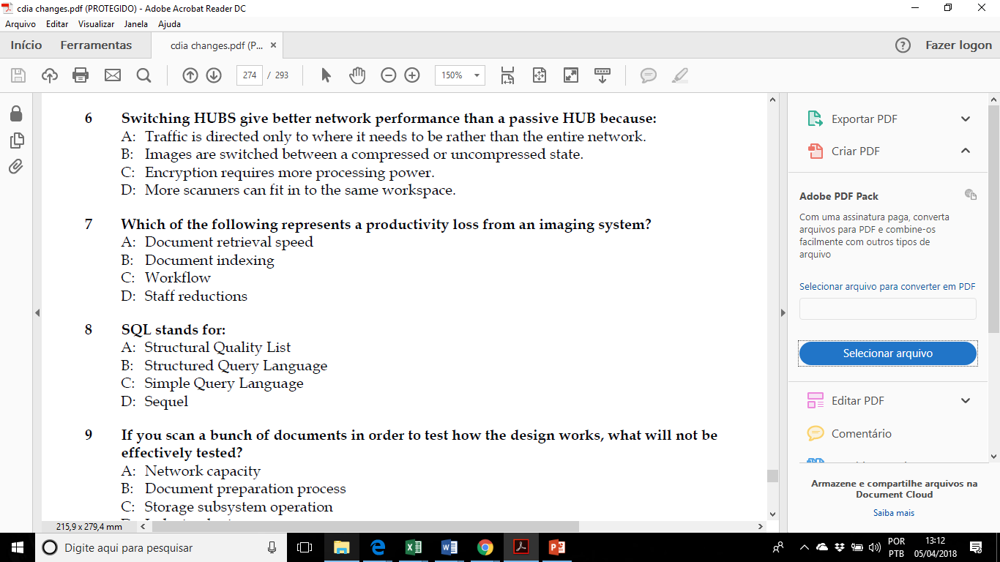 cdia changes.pdf (PROTEGIDO) - Adobe Acrobat Reader DC
Arquivo Editar Visualizar Janela Ajuda
Início Ferramentas cdia changes.pdf (P... × ? Fazer logon
274 / 293 150%
6 Switching HUBS give better network performance than a passive HUB because:
A: Traffic is directed only to where it needs to be rather than the entire network.
B: Images are switched between a compressed or uncompressed state.
C: Encryption requires more processing power.
D: More scanners can fit in to the same workspace.
7 Which of the following represents a productivity loss from an imaging system?
A: Document retrieval speed
B: Document indexing
C: Workflow
D: Staff reductions
8 SQL stands for:
A: Structural Quality List
B: Structured Query Language
C: Simple Query Language
D: Sequel
9 If you scan a bunch of documents in order to test how the design works, what will not be
effectively tested?
A: Network capacity
B: Document preparation process
C: Storage subsystem operation
215,9 x 279,4 mm
Exportar PDF
Criar PDF
Adobe PDF Pack
Com uma assinatura paga, converta
arquivos para PDF e combine-os
facilmente com outros tipos de
arquivo
Selecionar arquivo para converter em PDF
Selecionar arquivo
Editar PDF
Comentário
Armazene e compartilhe arquivos na
Document Cloud
Saiba mais
Digite aqui para pesquisar
POR
PTB
13:12
05/04/2018